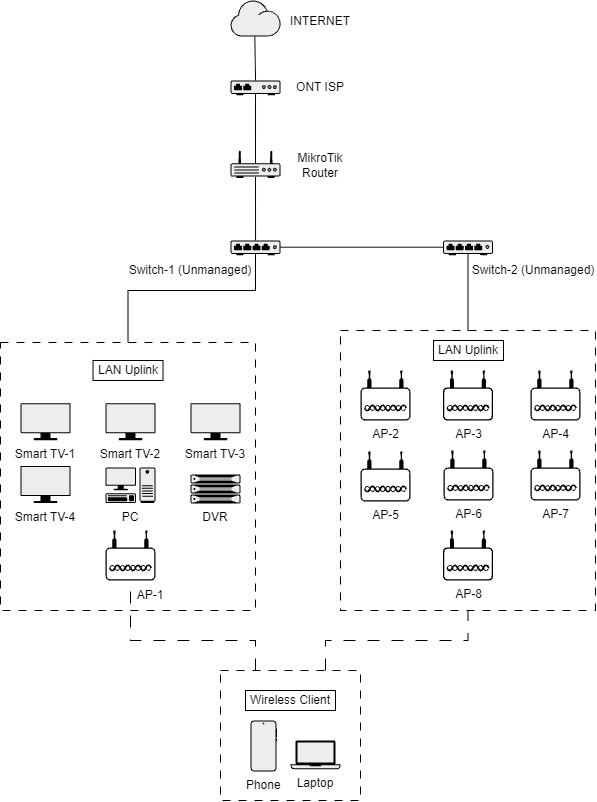 INTERNET
ONT ISP
MikroTik
Router
Switch-1 (Unmanaged)
Switch-2 (Unmanaged)
LAN Uplink
Smart TV-1
Smart TV-2
Smart TV-3
Smart TV-4
PC
DVR
AP-1
LAN Uplink
AP-2
AP-3
AP-4
AP-5
AP-6
AP-7
AP-8
Wireless Client
Phone
Laptop